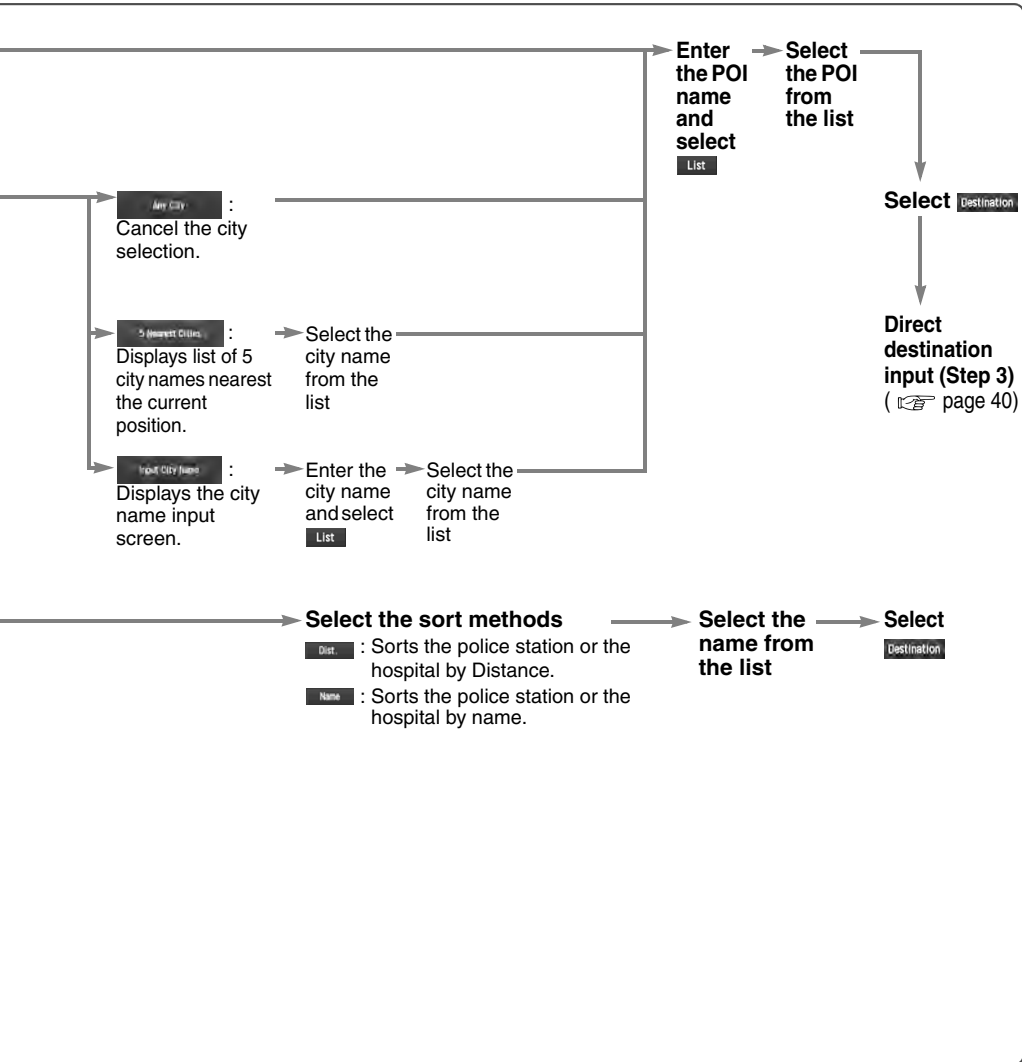 Enter
the POI
name
and
select
List
Select
the POI
from
the list
Select Destination
Direct
destination
input (Step 3)
( page 40)
Any City :
Cancel the city
selection.
5 Nearest Cities :
Displays list of 5
city names nearest
the current
position.
Select the
city name
from the
list
Input City Name :
Displays the city
name input
screen.
Enter the
city name
and select
List
Select the
city name
from the
list
Select the sort methods
Dist. : Sorts the police station or the
hospital by Distance.
Name : Sorts the police station or the
hospital by name.
Select the
name from
the list
Select
Destination